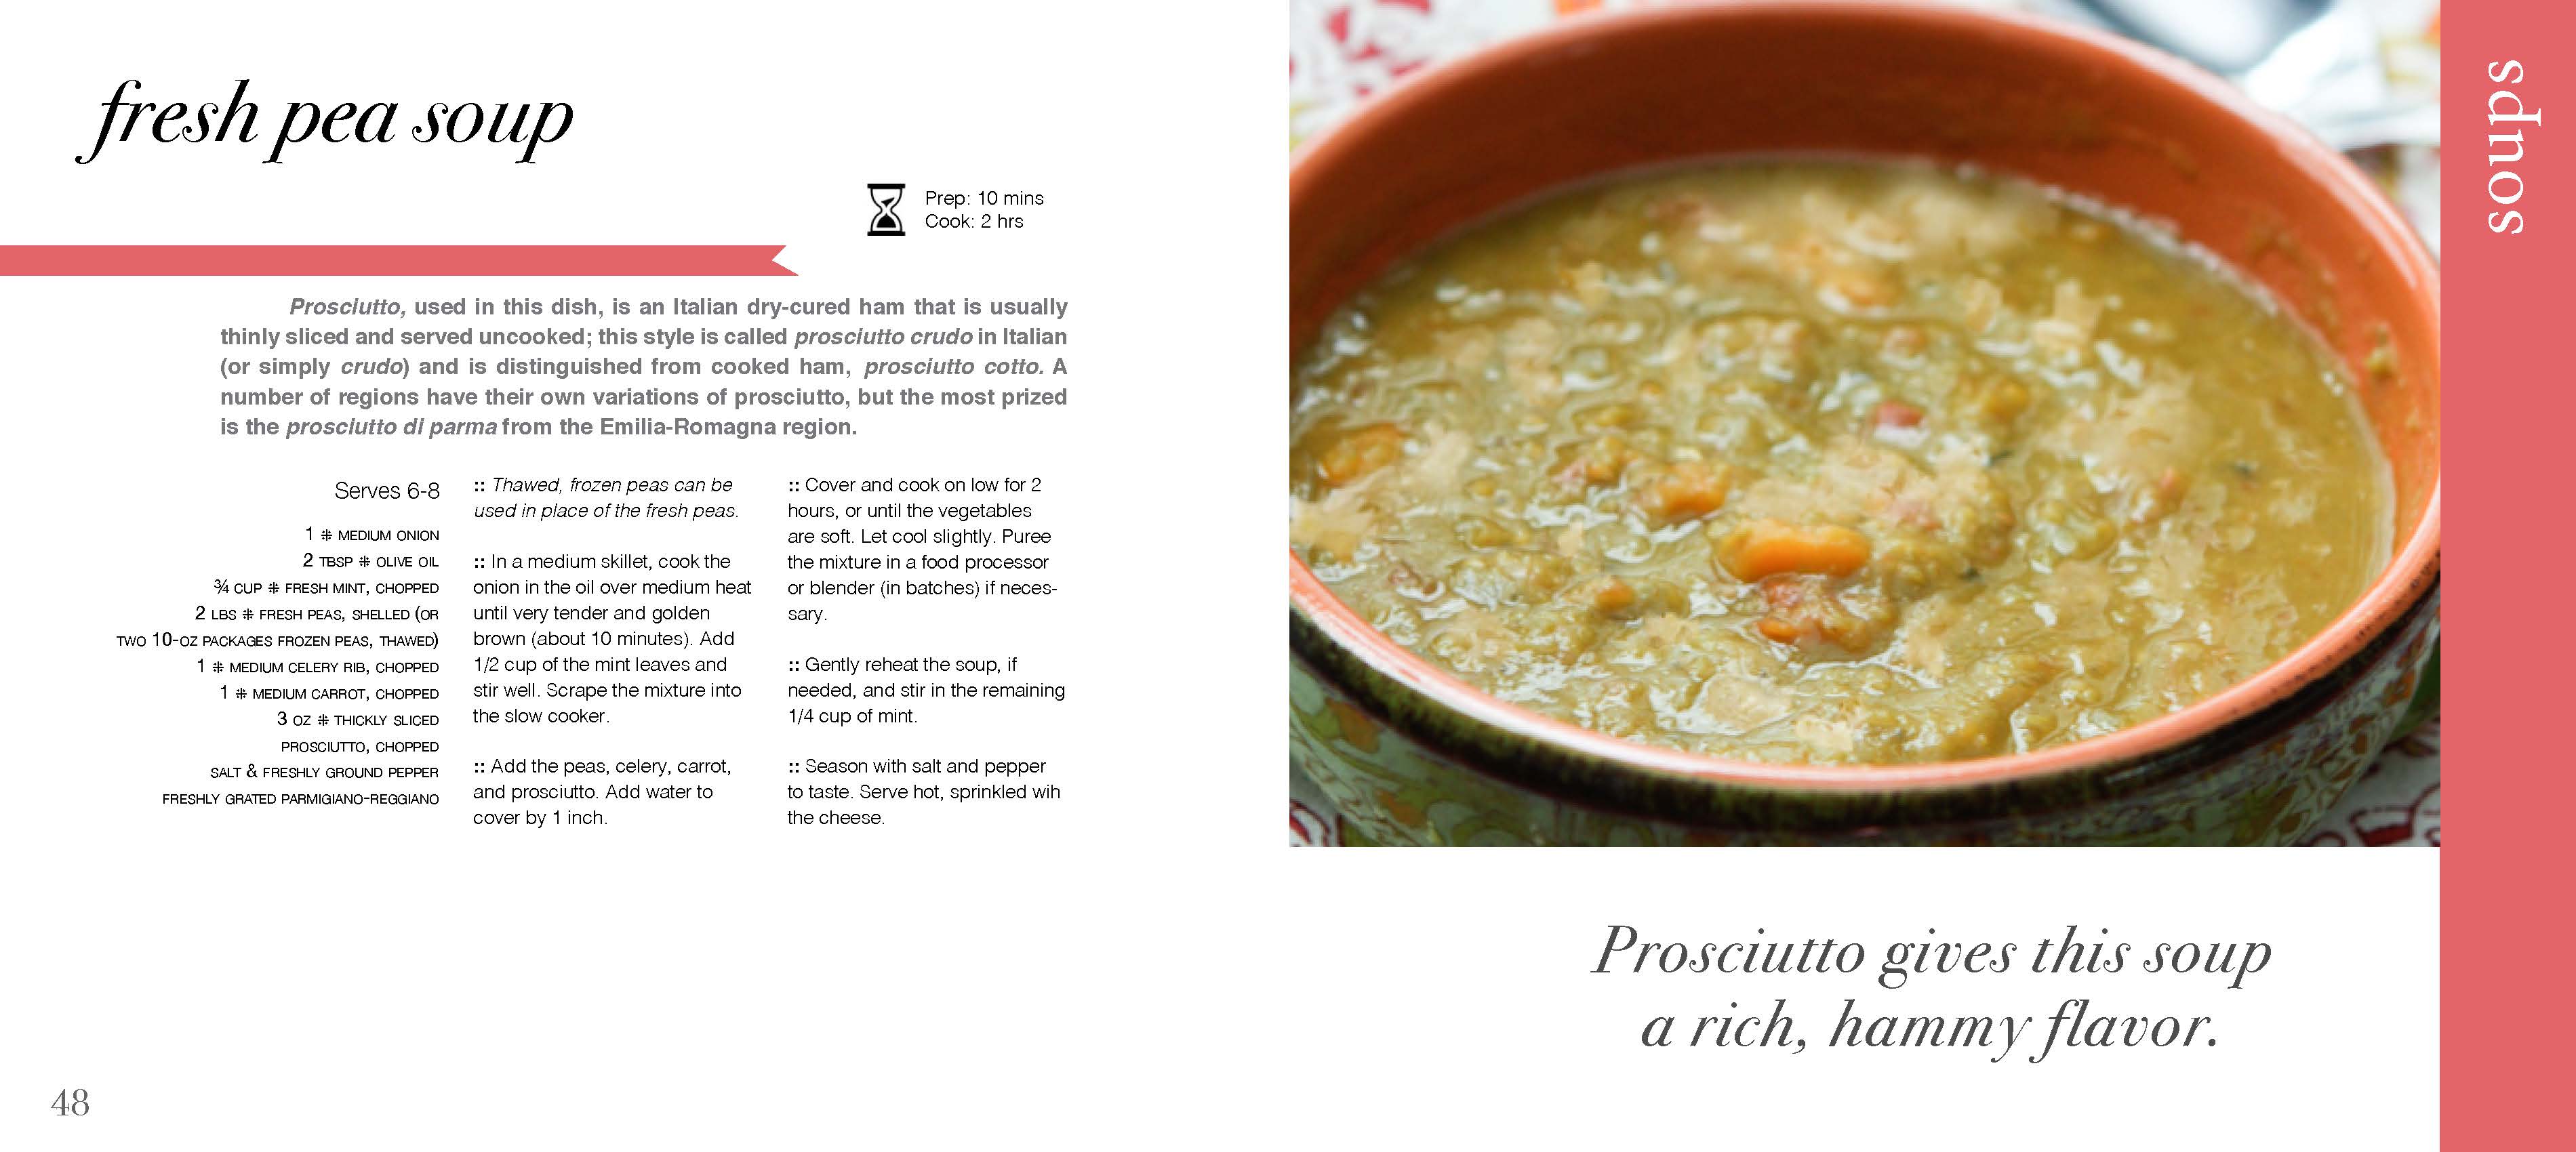 fresh pea soup
Prep: 10 mins
Cook: 2 hrs
Prosciutto, used in this dish, is an Italian dry-cured ham that is usually
thinly sliced and served uncooked; this style is called prosciutto crudo in Italian
(or simply crudo) and is distinguished from cooked ham, prosciutto cotto. A
number of regions have their own variations of prosciutto, but the most prized
is the prosciutto di parma from the Emilia-Romagna region.
Serves 6-8
1 ⁜ MEDIUM ONION
2 TBSP ⁜ OLIVE OIL
¾ CUP ⁜ FRESH MINT, CHOPPED
2 LBS ⁜ FRESH PEAS, SHELLED (OR
TWO 10-OZ PACKAGES FROZEN PEAS, THAWED)
1 ⁜ MEDIUM CELERY RIB, CHOPPED
1 ⁜ MEDIUM CARROT, CHOPPED
3 OZ ⁜ THICKLY SLICED
PROSCIUTTO, CHOPPED
SALT & FRESHLY GROUND PEPPER
FRESHLY GRATED PARMIGIANO-REGGIANO
:: Thawed, frozen peas can be
used in place of the fresh peas.
:: In a medium skillet, cook the
onion in the oil over medium heat
until very tender and golden
brown (about 10 minutes). Add
1/2 cup of the mint leaves and
stir well. Scrape the mixture into
the slow cooker.
:: Add the peas, celery, carrot,
and prosciutto. Add water to
cover by 1 inch.
:: Cover and cook on low for 2
hours, or until the vegetables
are soft. Let cool slightly. Puree
the mixture in a food processor
or blender (in batches) if neces-
sary.
:: Gently reheat the soup, if
needed, and stir in the remaining
1/4 cup of mint.
:: Season with salt and pepper
to taste. Serve hot, sprinkled wih
the cheese.
48
soups
Prosciutto gives this soup
a rich, hammy flavor.